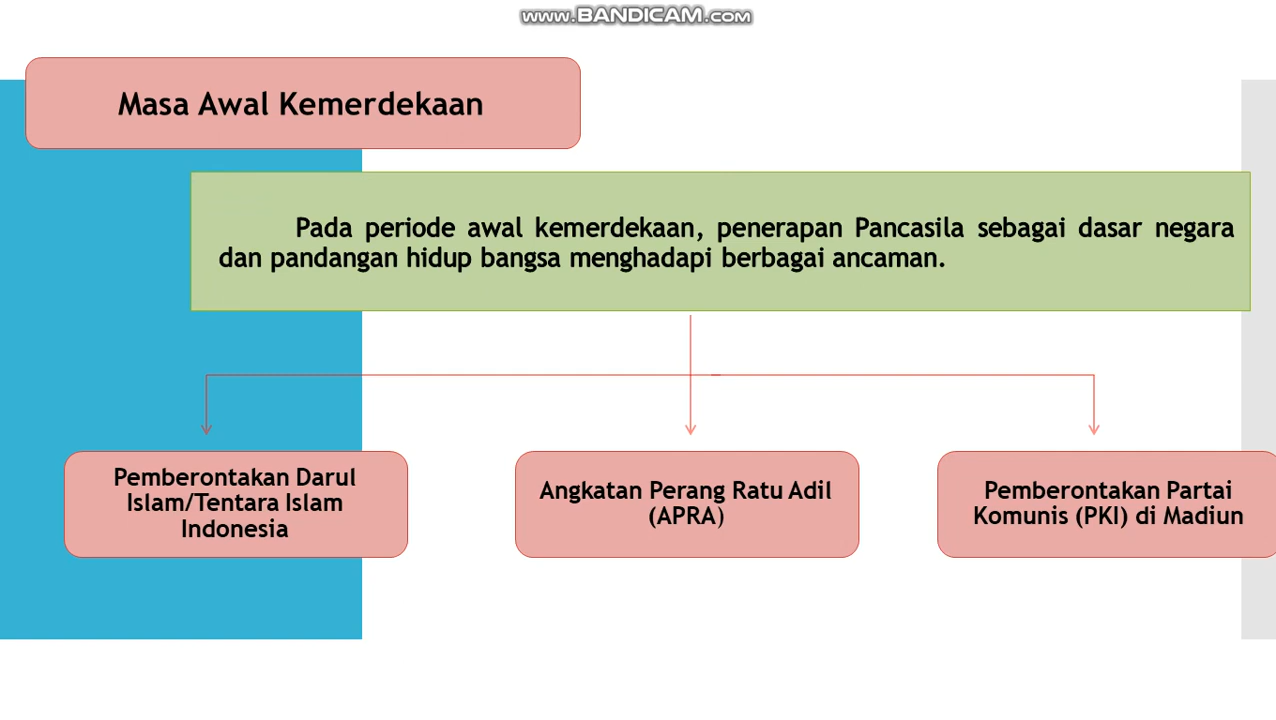 www.BANDICAM.com
Masa Awal Kemerdekaan
Pada periode awal kemerdekaan, penerapan Pancasila sebagai dasar negara
dan pandangan hidup bangsa menghadapi berbagai ancaman.
Pemberontakan Darul
Islam/Tentara Islam
Indonesia
Angkatan Perang Ratu Adil
(APRA)
Pemberontakan Partai
Komunis (PKI) di Madiun